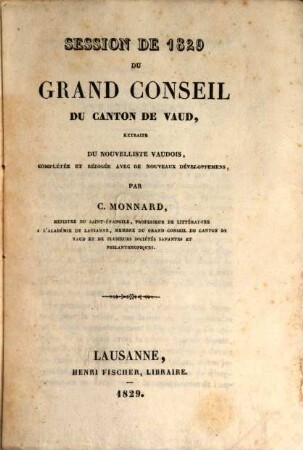 SESSION DE 1829
DU
GRAND CONSEIL
DU CANTON DE VAUD,
EXTRAITE
DU NOUVELLISTE VAUDOIS,
COMPLÉTÉE ET RÉDIGÉE AVEC DE NOUVEAUX DÉVELOPPEMENS,
PAR
C. MONNARD,
MINISTRE DU SAINT-ÉVANGILE, PROFESSEUR DE LITTÉRATURE
A L'ACADÉMIE DE LAUSANNE, MEMBRE DU GRAND CONSEIL DU CANTON DE
VAUD ET DE PLUSIEURS SOCIÉTÉS SAVANTES ET
PHILANTHROPIQUES.
LAUSANNE,
HENRI FISCHER, LIBRAIRE.
1829.